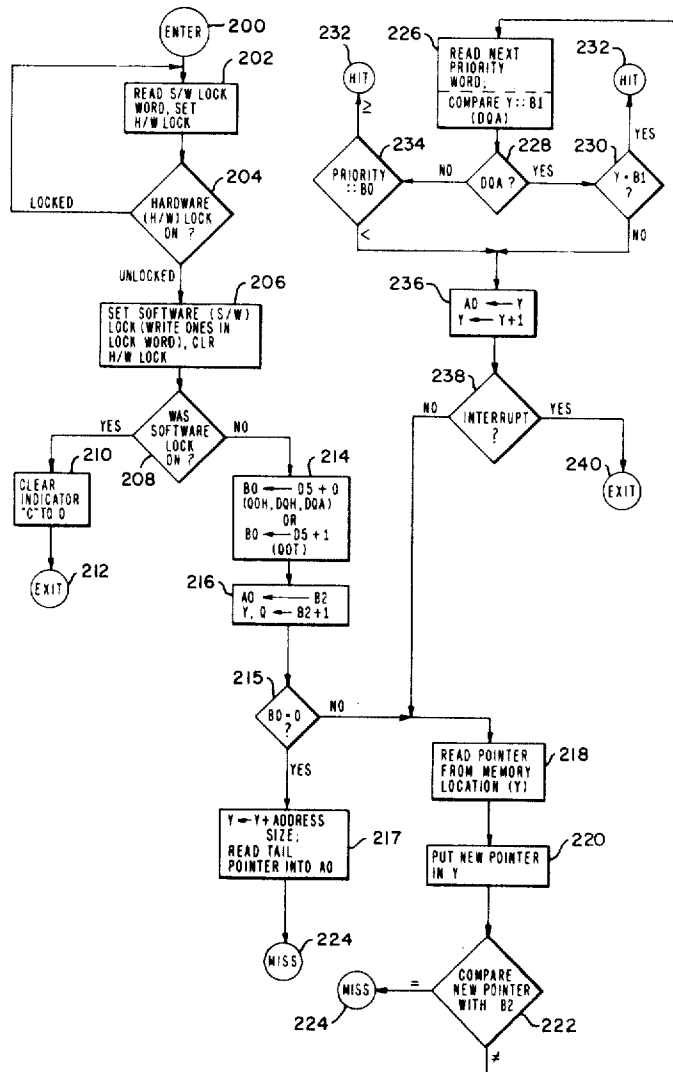 ENTER
200
202
READ S/W LOCK
WORD, SET
H/W LOCK
204
HARDWARE
(H/W) LOCK
ON ?
LOCKED
UNLOCKED
206
SET SOFTWARE (S/W)
LOCK (WRITE ONES IN
LOCK WORD), CLR
H/W LOCK
WAS
SOFTWARE
LOCK
ON ?
208
YES
NO
210
CLEAR
INDICATOR
"C" TO 0
EXIT
212
214
B0 ← D5 + 0
(QOH, DQH, DQA)
OR
B0 ← D5 + 1
(QOT)
216
A0 ← B2
Y, Q ← B2+1
215
B0 = 0
?
NO
YES
Y ← Y + ADDRESS
SIZE;
READ TAIL
POINTER INTO A0
217
MISS
224
232
HIT
≥
234
PRIORITY
:: B0
<
226
READ NEXT
PRIORITY
WORD;
COMPARE Y :: B1
(DQA)
228
DQA ?
NO
YES
230
Y = B1
?
YES
NO
232
HIT
236
A0 ← Y
Y ← Y+1
238
INTERRUPT
?
NO
YES
240
EXIT
READ POINTER
FROM MEMORY
LOCATION (Y)
218
PUT NEW POINTER
IN Y
220
COMPARE
NEW POINTER
WITH B2
222
=
≠
MISS
224